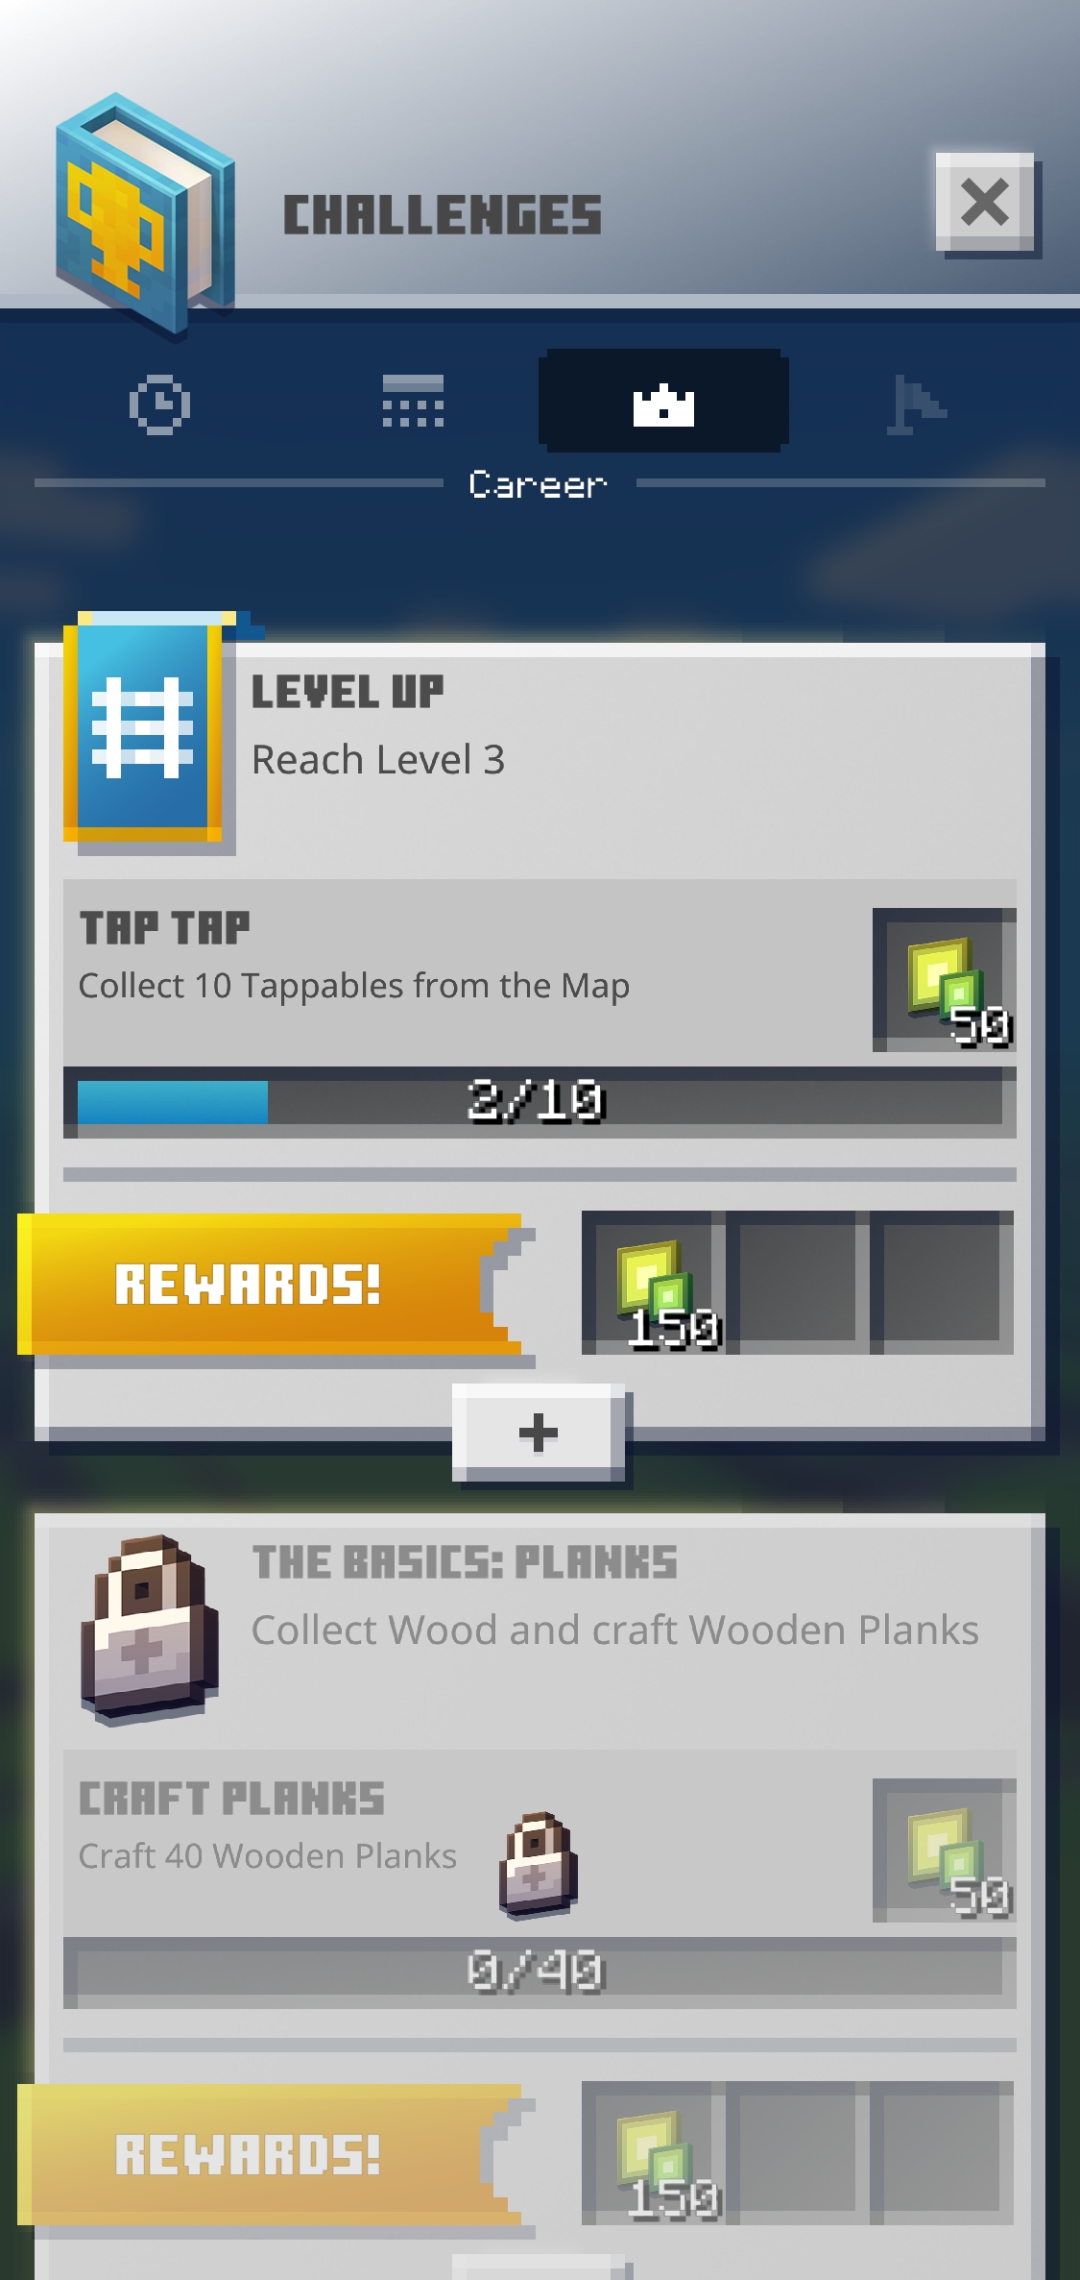 CHALLENGES
Career
LEVEL UP
Reach Level 3
TAP TAP
Collect 10 Tappables from the Map
50
2/10
REWARDS!
150
+
THE BASICS: PLANKS
Collect Wood and craft Wooden Planks
CRAFT PLANKS
Craft 40 Wooden Planks
50
0/40
REWARDS!
150